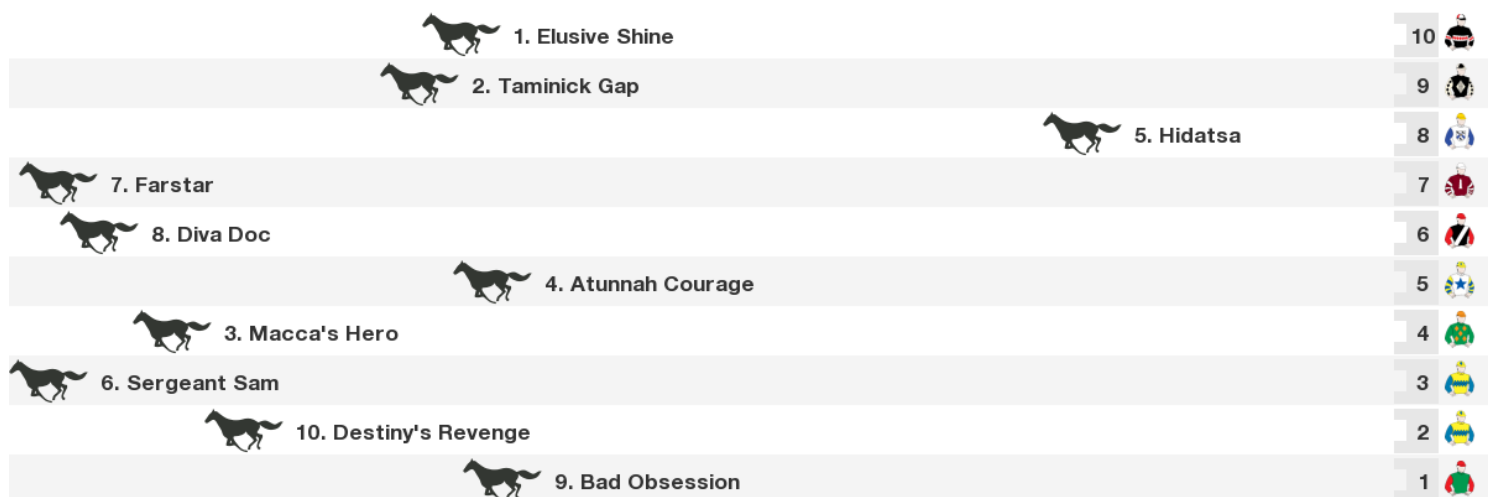 1. Elusive Shine 10
2. Taminick Gap 9
5. Hidatsa 8
7. Farstar 7
8. Diva Doc 6
4. Atunnah Courage 5
3. Macca's Hero 4
6. Sergeant Sam 3
10. Destiny's Revenge 2
9. Bad Obsession 1